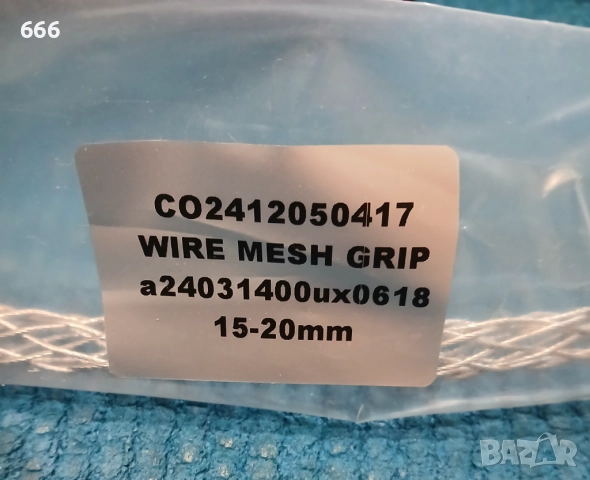 666
CO2412050417
WIRE MESH GRIP
a24031400ux0618
15-20mm
BAZAR